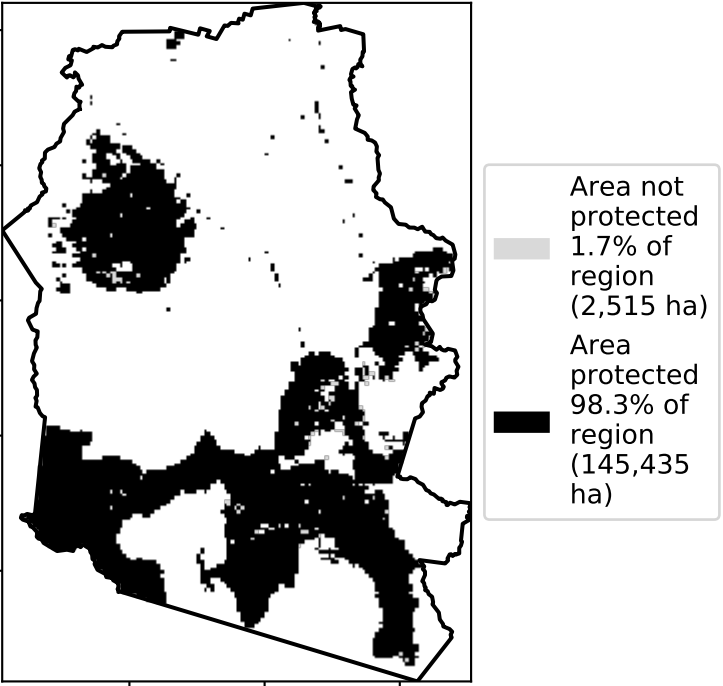 Area not
protected
1.7% of
region
(2,515 ha)
Area
protected
98.3% of
region
(145,435
ha)